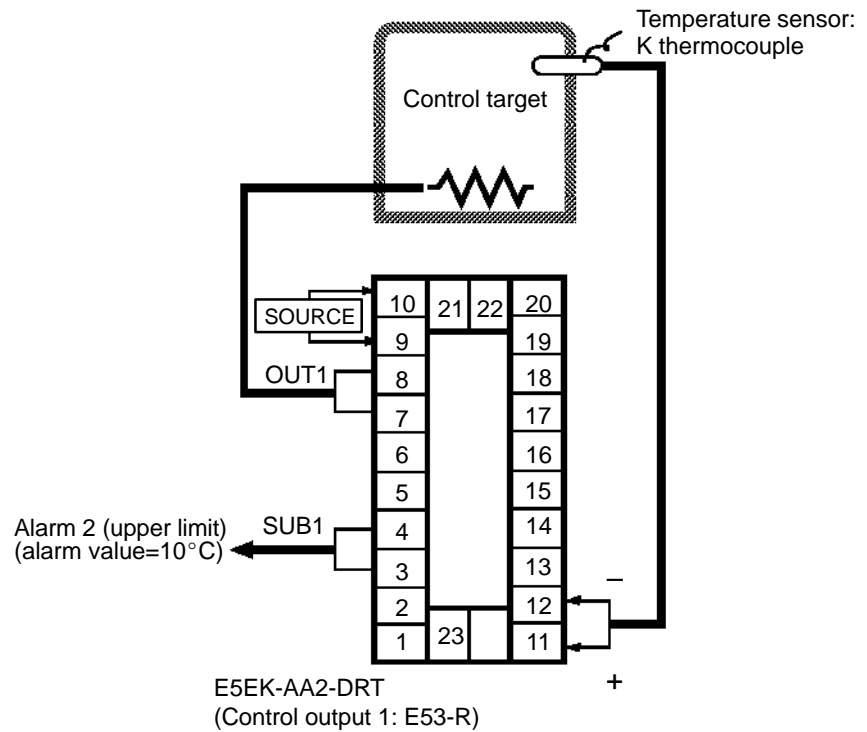 Temperature sensor:
K thermocouple
Control target
10 21 22 20
SOURCE
9 19
OUT1 8 18
7 17
6 16
5 15
Alarm 2 (upper limit) SUB1 4 14
(alarm value=10°C)
3 13
–
2 12
1 23 11
+
E5EK-AA2-DRT
(Control output 1: E53-R)